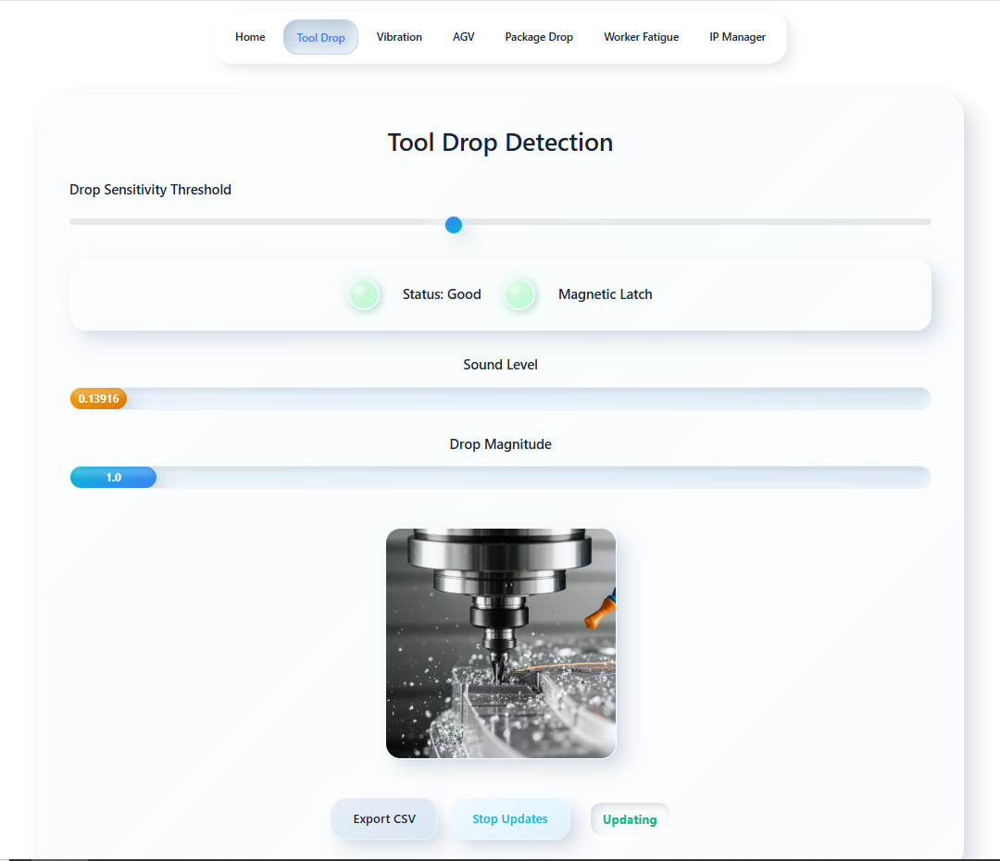 Home Tool Drop Vibration AGV Package Drop Worker Fatigue IP Manager
Tool Drop Detection
Drop Sensitivity Threshold
Status: Good Magnetic Latch
Sound Level
0.13916
Drop Magnitude
1.0
Export CSV Stop Updates Updating